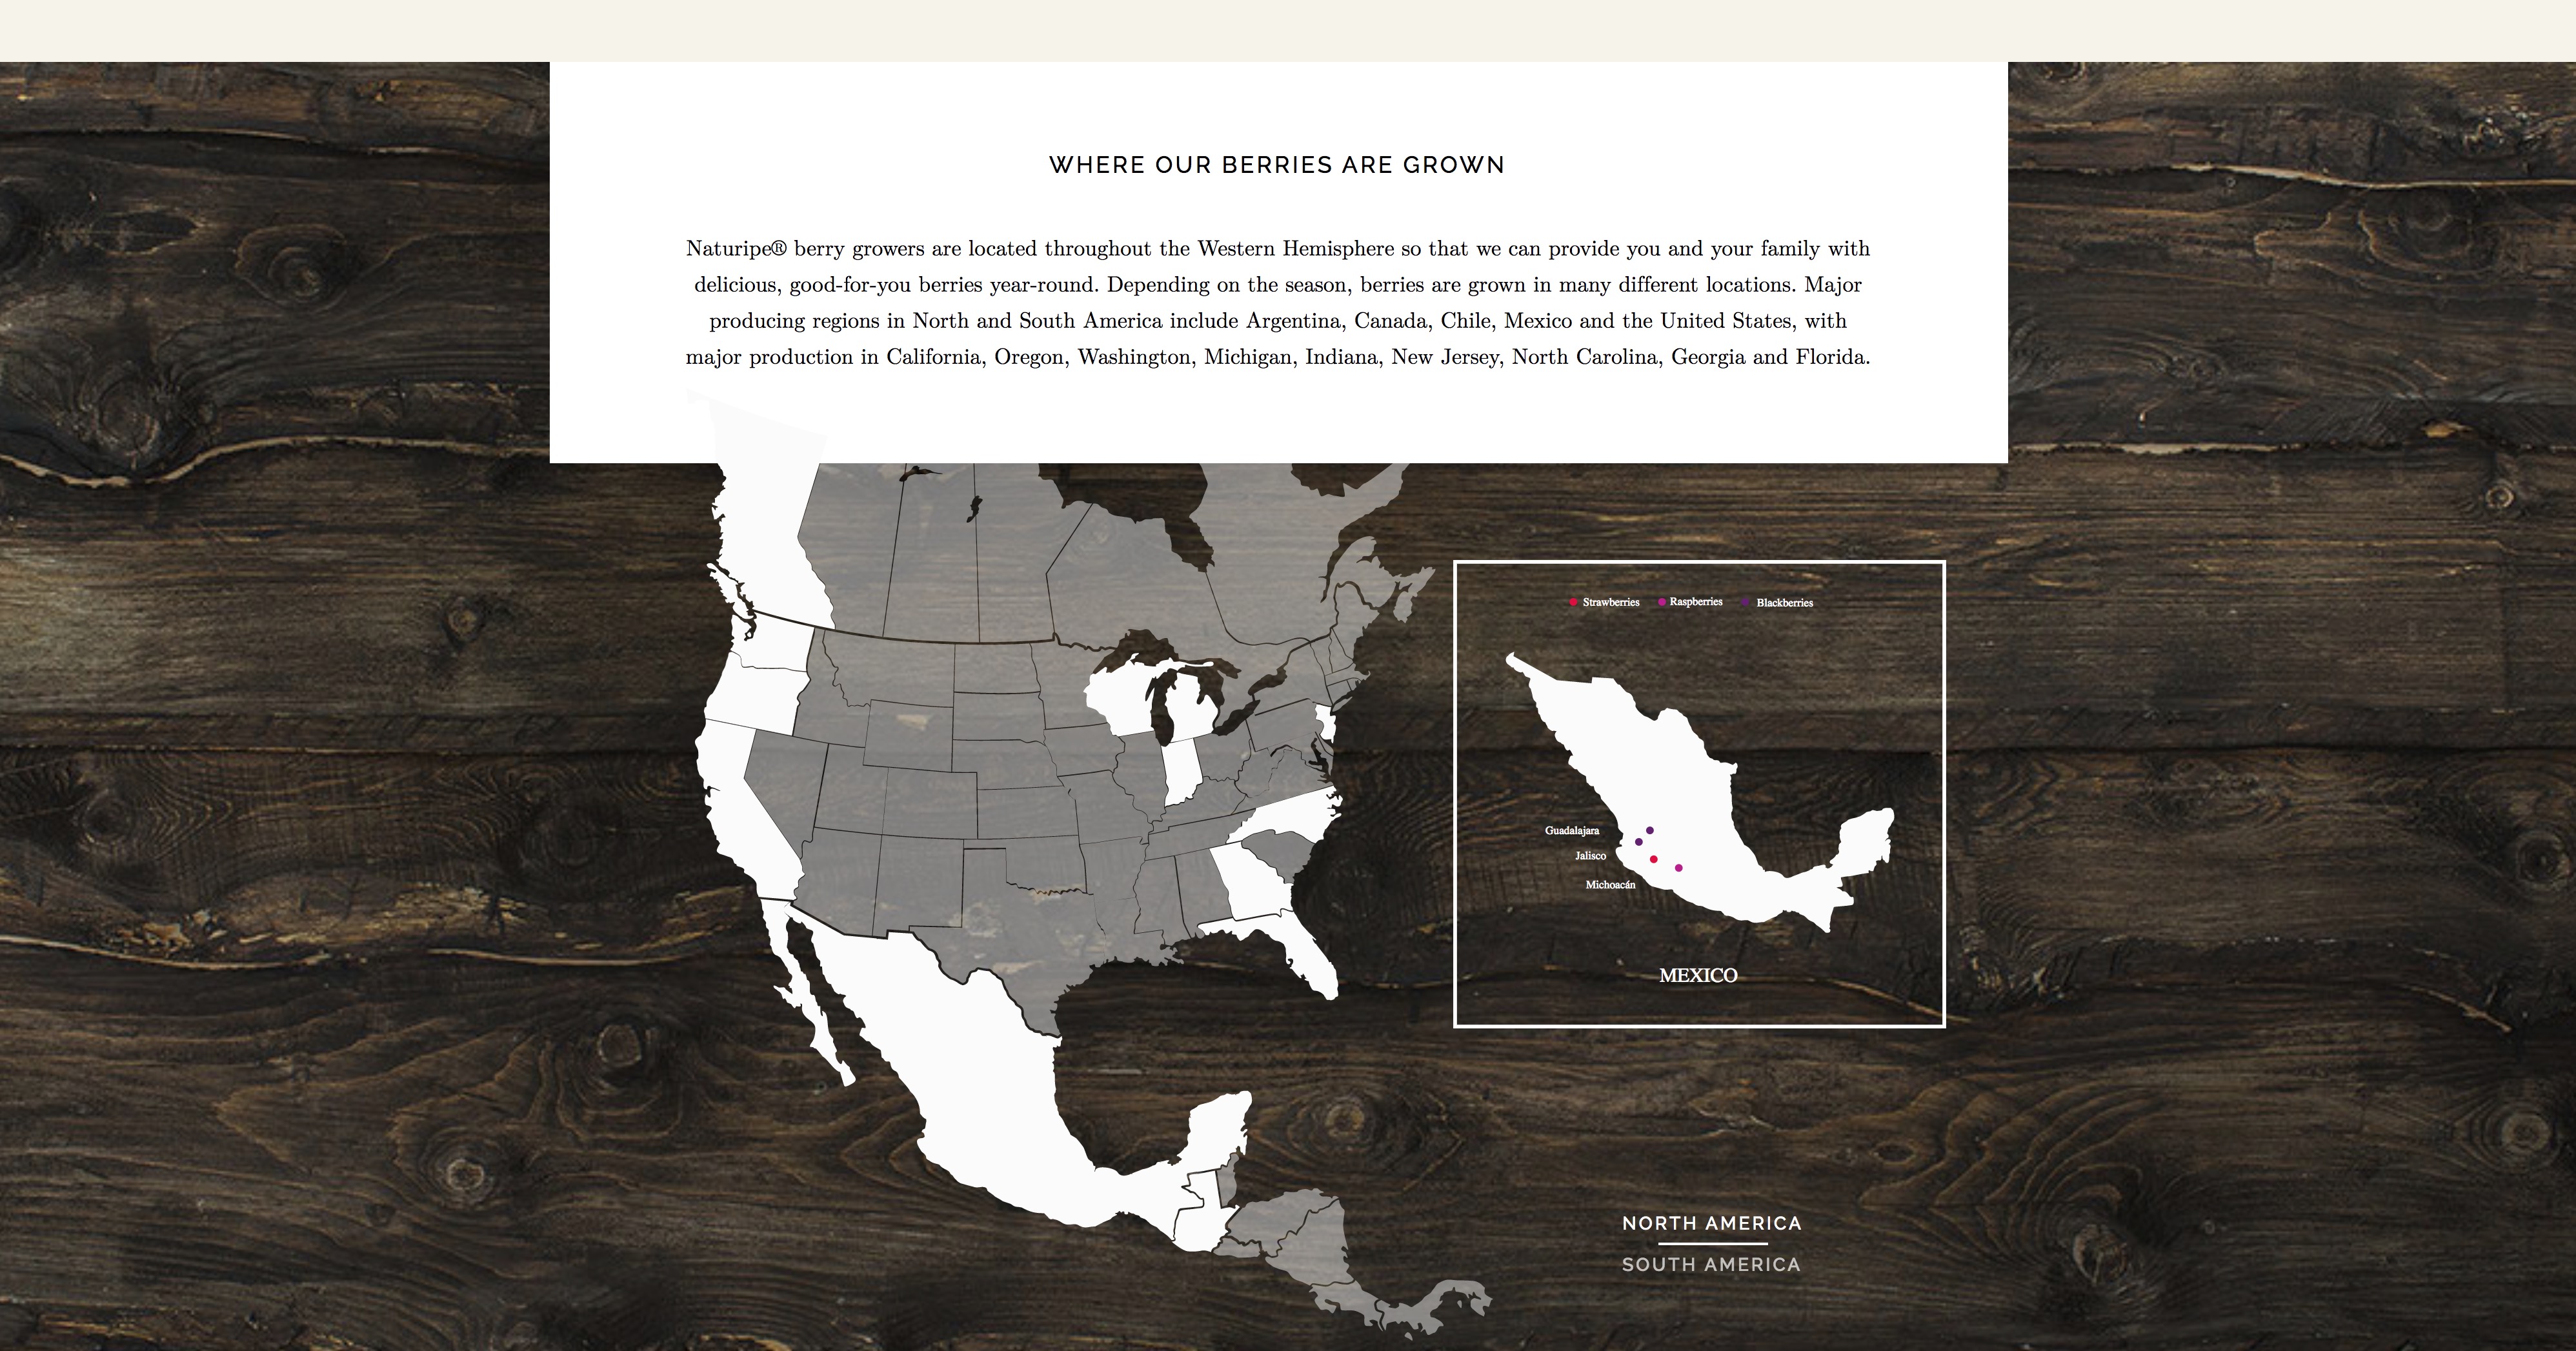 WHERE OUR BERRIES ARE GROWN
Naturipe® berry growers are located throughout the Western Hemisphere so that we can provide you and your family with
delicious, good-for-you berries year-round. Depending on the season, berries are grown in many different locations. Major
producing regions in North and South America include Argentina, Canada, Chile, Mexico and the United States, with
major production in California, Oregon, Washington, Michigan, Indiana, New Jersey, North Carolina, Georgia and Florida.
Strawberries Raspberries Blackberries
Guadalajara
Jalisco
Michoacán
MEXICO
NORTH AMERICA
SOUTH AMERICA